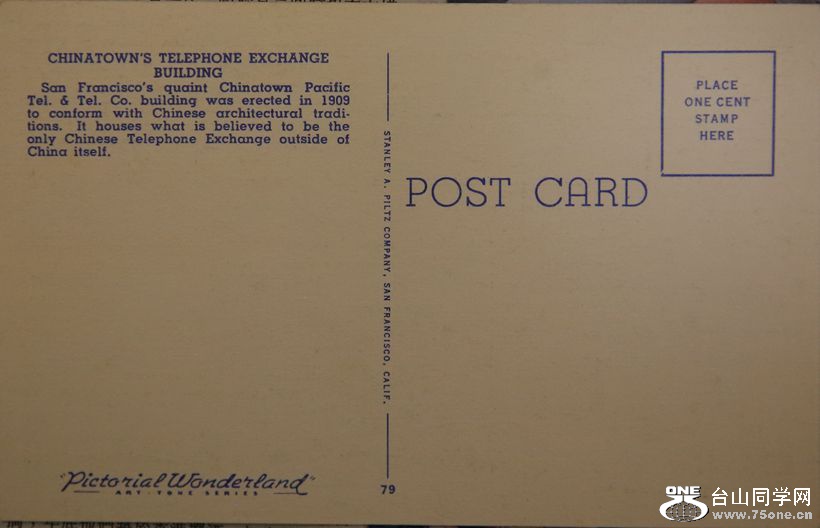 CHINATOWN'S TELEPHONE EXCHANGE
BUILDING
San Francisco's quaint Chinatown Pacific
Tel. & Tel. Co. building was erected in 1909
to conform with Chinese architectural tradi-
tions. It houses what is believed to be the
only Chinese Telephone Exchange outside of
China itself.
STANLEY A. PILTZ COMPANY, SAN FRANCISCO, CALIF.
POST CARD
PLACE
ONE CENT
STAMP
HERE
"Pictorial Wonderland"
ART-TONE SERIES
79
ONE
台山同学网
www.75one.cn